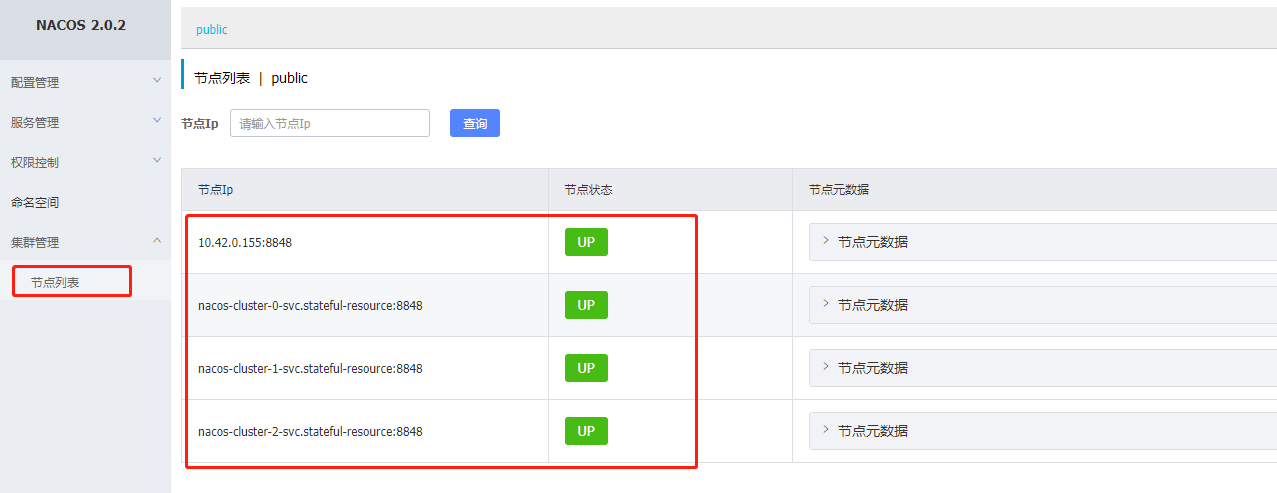 NACOS 2.0.2
配置管理
服务管理
权限控制
命名空间
集群管理
节点列表
public
节点列表 | public
节点Ip 请输入节点Ip 查询
节点Ip 节点状态 节点元数据
10.42.0.155:8848 UP 节点元数据
nacos-cluster-0-svc.stateful-resource:8848 UP 节点元数据
nacos-cluster-1-svc.stateful-resource:8848 UP 节点元数据
nacos-cluster-2-svc.stateful-resource:8848 UP 节点元数据